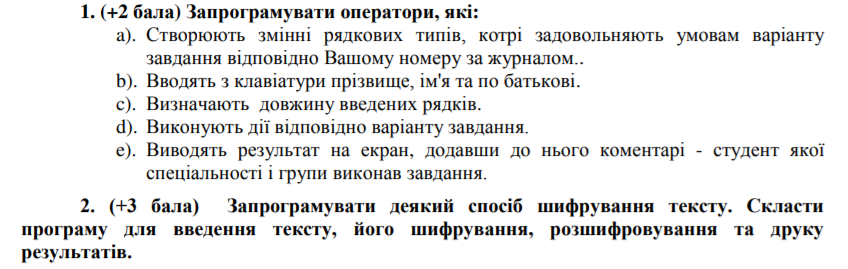 1. (+2 бала) Запрограмувати оператори, які:
a). Створюють змінні рядкових типів, котрі задовольняють умовам варіанту
завдання відповідно Вашому номеру за журналом..
b). Вводять з клавіатури прізвище, ім'я та по батькові.
c). Визначають довжину введених рядків.
d). Виконують дії відповідно варіанту завдання.
e). Виводять результат на екран, додавши до нього коментарі - студент якої
спеціальності і групи виконав завдання.
2. (+3 бала) Запрограмувати деякий спосіб шифрування тексту. Скласти
програму для введення тексту, його шифрування, розшифровування та друку
результатів.